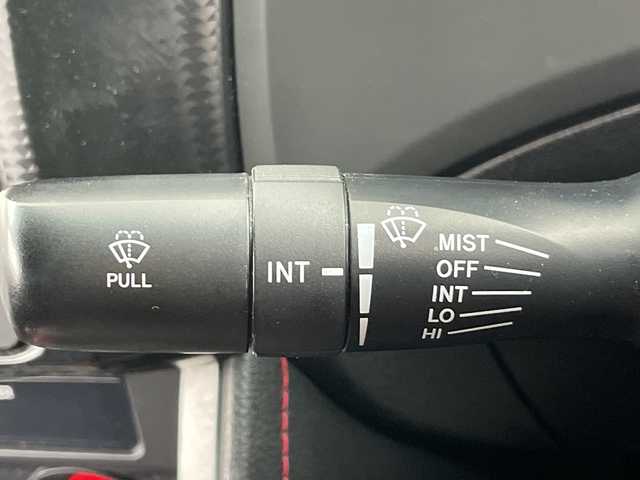 PULL
INT
MIST
OFF
INT
LO
HI